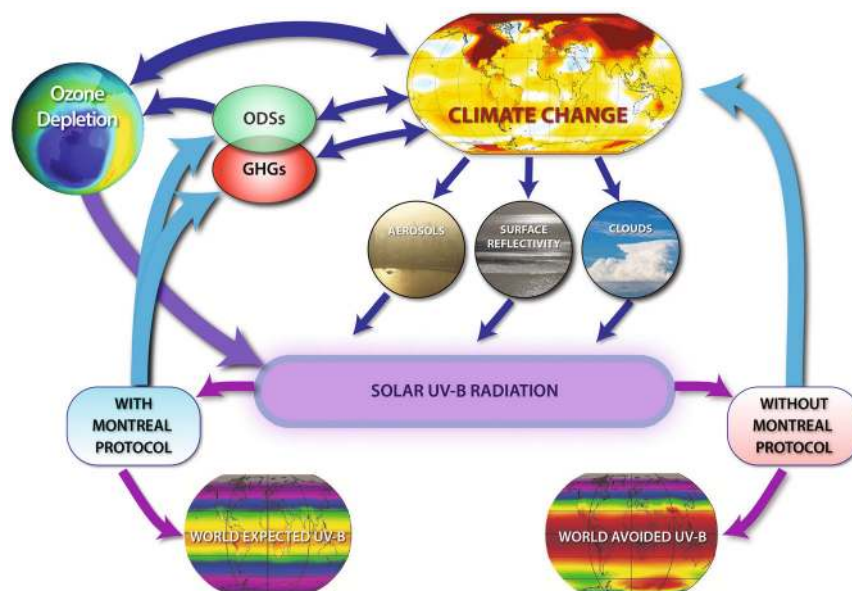 Ozone
Depletion
ODSs
GHGs
CLIMATE CHANGE
AEROSOLS
SURFACE
REFLECTIVITY
CLOUDS
SOLAR UV-B RADIATION
WITH
MONTREAL
PROTOCOL
WITHOUT
MONTREAL
PROTOCOL
WORLD EXPECTED UV-B
WORLD AVOIDED UV-B